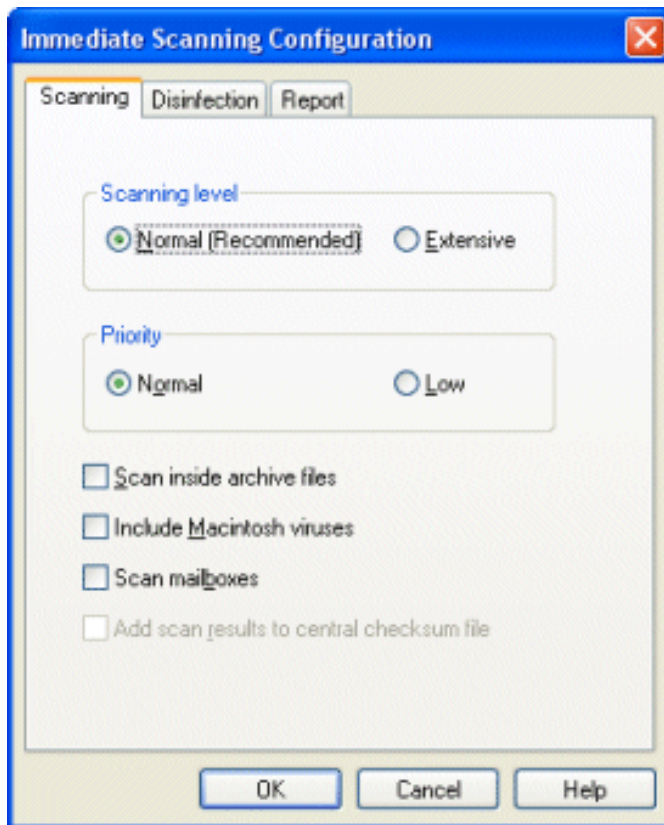 Immediate Scanning Configuration
Scanning Disinfection Report
Scanning level
Normal (Recommended) Extensive
Priority
Normal Low
Scan inside archive files
Include Macintosh viruses
Scan mailboxes
Add scan results to central checksum file
OK Cancel Help